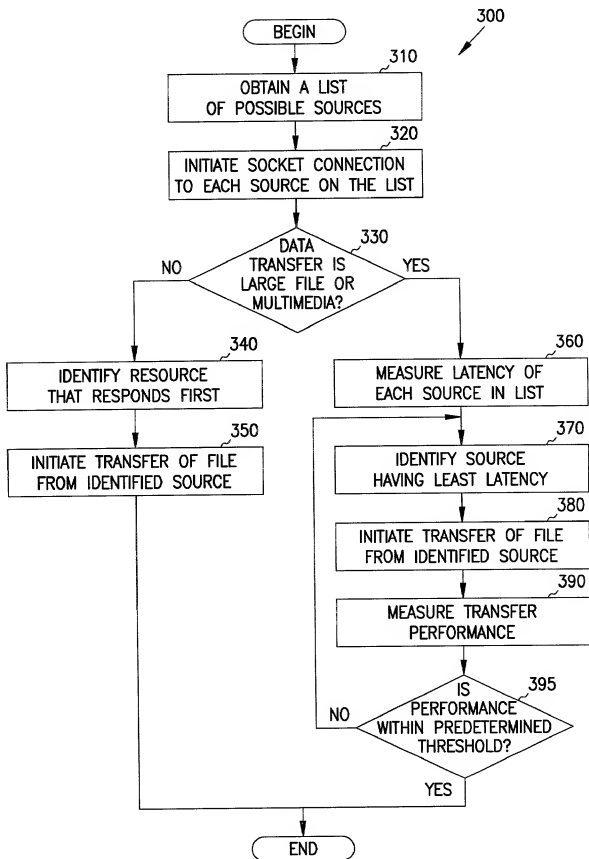 BEGIN
300
310
OBTAIN A LIST
OF POSSIBLE SOURCES
320
INITIATE SOCKET CONNECTION
TO EACH SOURCE ON THE LIST
330
DATA
TRANSFER IS
LARGE FILE OR
MULTIMEDIA?
NO
YES
340
IDENTIFY RESOURCE
THAT RESPONDS FIRST
350
INITIATE TRANSFER OF FILE
FROM IDENTIFIED SOURCE
360
MEASURE LATENCY OF
EACH SOURCE IN LIST
370
IDENTIFY SOURCE
HAVING LEAST LATENCY
380
INITIATE TRANSFER OF FILE
FROM IDENTIFIED SOURCE
390
MEASURE TRANSFER
PERFORMANCE
395
IS
PERFORMANCE
WITHIN PREDETERMINED
THRESHOLD?
NO
YES
END